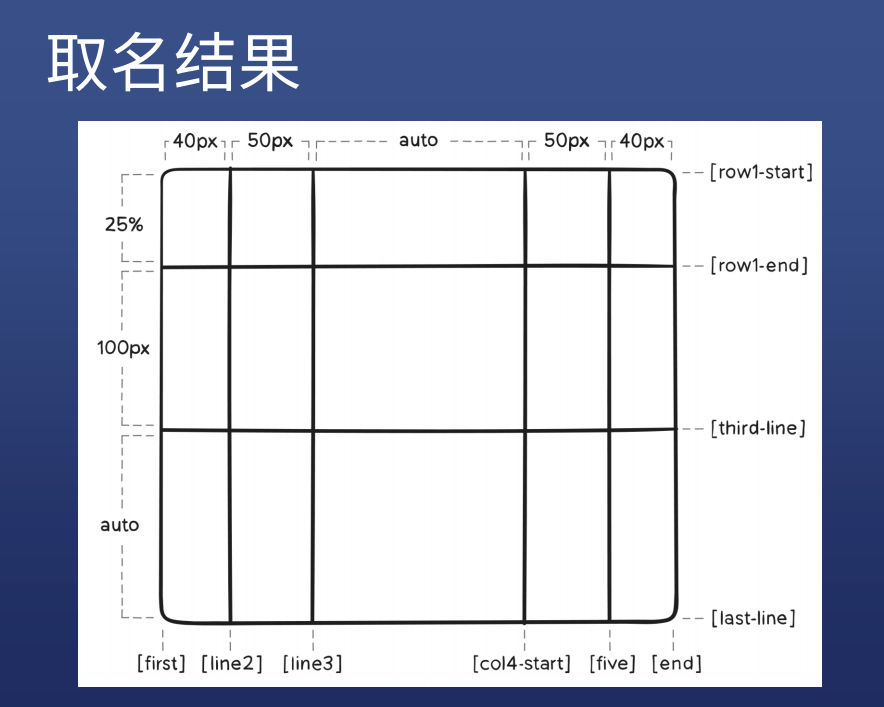 取名结果
40px 50px auto 50px 40px
[row1-start]
25%
[row1-end]
100px
[third-line]
auto
[last-line]
[first] [line2] [line3] [col4-start] [five] [end]